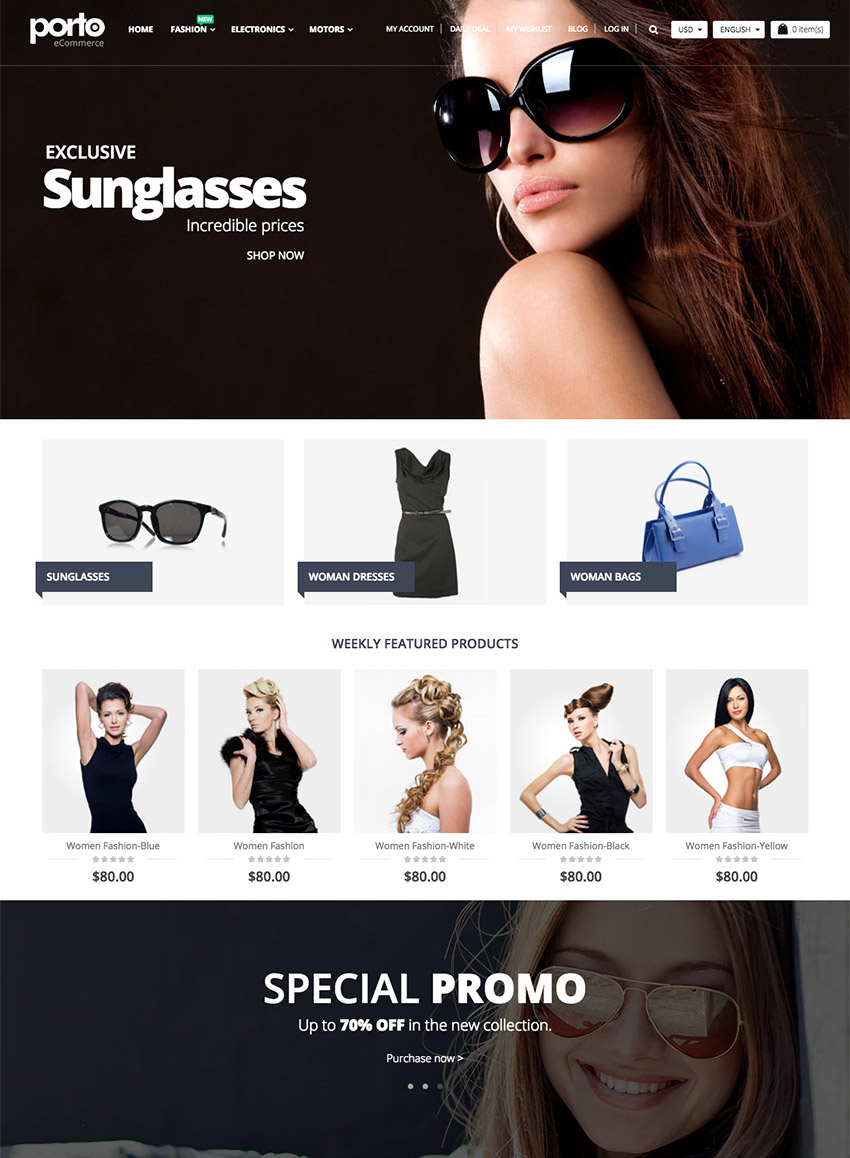 porto
eCommerce
HOME
FASHION
NEW
ELECTRONICS
MOTORS
MY ACCOUNT
DAILY DEAL
MY WISHLIST
BLOG
LOG IN
USD
ENGLISH
0 item(s)
EXCLUSIVE
Sunglasses
Incredible prices
SHOP NOW
SUNGLASSES
WOMAN DRESSES
WOMAN BAGS
WEEKLY FEATURED PRODUCTS
Women Fashion-Blue
$80.00
Women Fashion
$80.00
Women Fashion-White
$80.00
Women Fashion-Black
$80.00
Women Fashion-Yellow
$80.00
SPECIAL PROMO
Up to 70% OFF in the new collection.
Purchase now >